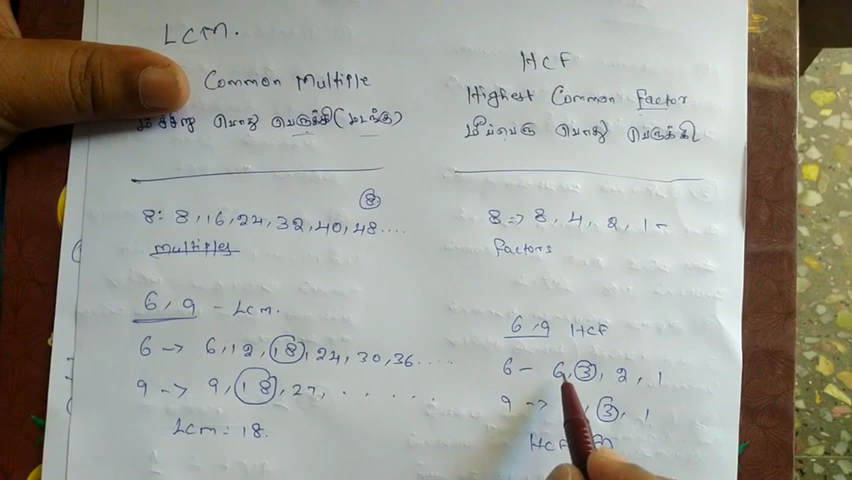 LCM.
Common Multiple
பொது பெருக்கி (மடங்கு)
8
8: 8, 16, 24, 32, 40, 48....
multiples
6, 9 - Lcm.
6 -> 6, 12, 18, 24, 30, 36....
9 -> 9, 18, 27, . . . . .
Lcm = 18.
HCF
Highest Common Factor
மீப்பெரு பொது பெருக்கி
8 => 8, 4, 2, 1 -
factors
6, 9 HCF
6 - 6, 3, 2, 1
9 -> , 3, 1
HCF